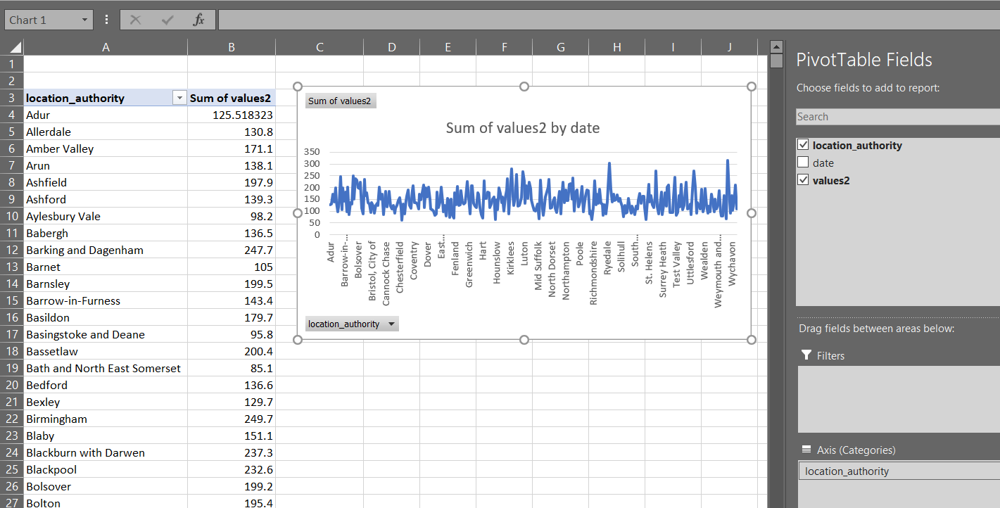 Chart 1
fx
A B C D E F G H I J
1
2
3 location_authority Sum of values2
4 Adur 125.518323
5 Allerdale 130.8
6 Amber Valley 171.1
7 Arun 138.1
8 Ashfield 197.9
9 Ashford 139.3
10 Aylesbury Vale 98.2
11 Babergh 136.5
12 Barking and Dagenham 247.7
13 Barnet 105
14 Barnsley 199.5
15 Barrow-in-Furness 143.4
16 Basildon 179.7
17 Basingstoke and Deane 95.8
18 Bassetlaw 200.4
19 Bath and North East Somerset 85.1
20 Bedford 136.6
21 Bexley 129.7
22 Birmingham 249.7
23 Blaby 151.1
24 Blackburn with Darwen 237.3
25 Blackpool 232.6
26 Bolsover 199.2
27 Bolton 195.4
Sum of values2
Sum of values2 by date
350
300
250
200
150
100
50
0
Adur
Barrow-in-...
Bolsover
Bristol, City of
Cannock Chase
Chesterfield
Coventry
Dover
East...
Fenland
Greenwich
Hart
Hounslow
Kirklees
Luton
Mid Suffolk
North Dorset
Northampton
Poole
Richmondshire
Ryedale
Solihull
South...
St. Helens
Surrey Heath
Test Valley
Uttlesford
Wealden
Weymouth and...
Wychavon
location_authority
PivotTable Fields
Choose fields to add to report:
Search
location_authority
date
values2
Drag fields between areas below:
Filters
Axis (Categories)
location_authority